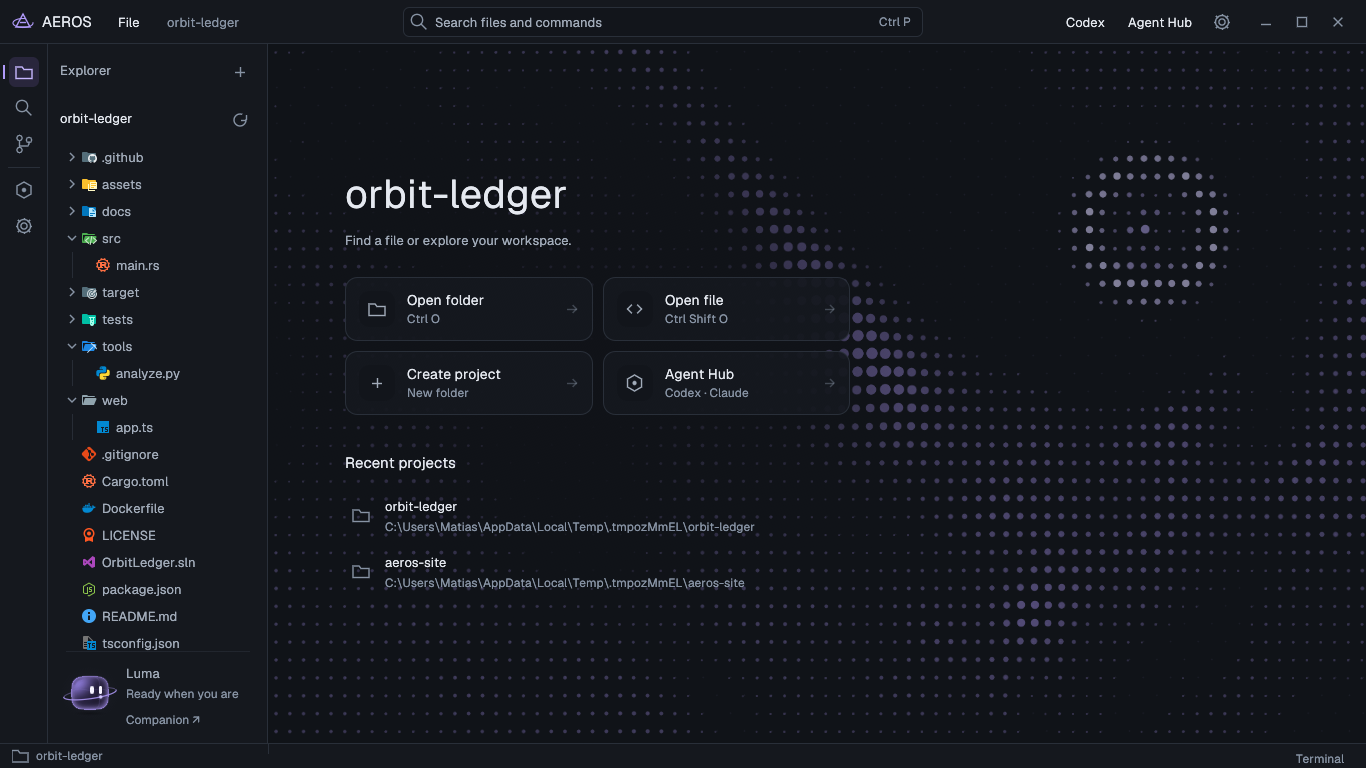 AEROS
File
orbit-ledger
Search files and commands
Ctrl P
Codex
Agent Hub
Explorer
orbit-ledger
.github
assets
docs
src
main.rs
target
tests
tools
analyze.py
web
app.ts
.gitignore
Cargo.toml
Dockerfile
LICENSE
OrbitLedger.sln
package.json
README.md
tsconfig.json
Luma
Ready when you are
Companion ↗
orbit-ledger
Find a file or explore your workspace.
Open folder
Ctrl O
Open file
Ctrl Shift O
Create project
New folder
Agent Hub
Codex · Claude
Recent projects
orbit-ledger
C:\Users\Matias\AppData\Local\Temp\.tmpozMmEL\orbit-ledger
aeros-site
C:\Users\Matias\AppData\Local\Temp\.tmpozMmEL\aeros-site
orbit-ledger
Terminal